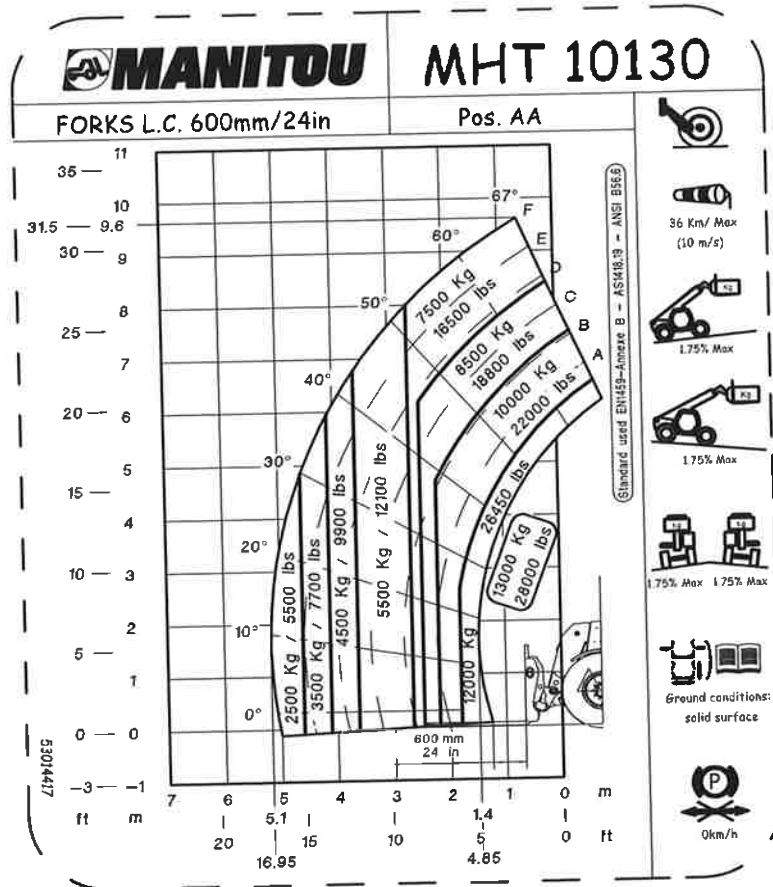 MANITOU
MHT 10130
FORKS L.C. 600mm/24in
Pos. AA
35
31.5
30
25
20
15
10
5
0
-3
ft
11
10
9.6
9
8
7
6
5
4
3
2
1
0
-1
m
67°
60°
50°
40°
30°
20°
10°
0°
F
E
D
C
B
A
7500 Kg
16500 lbs
8500 Kg
18800 lbs
10000 Kg
22000 lbs
26450 lbs
12000 Kg
13000 Kg
28000 lbs
2500 Kg / 5500 lbs
3500 Kg / 7700 lbs
4500 Kg / 9900 lbs
5500 Kg / 12100 lbs
600 mm
24 in
7 6 5 4 3 2 1 0 m
5.1 1.4
20 15 10 5 0 ft
16.95 4.85
53014417
Standard used EN1459-Annexe B - AS1418.19 - ANSI B56.6
36 Km/ Max
(10 m/s)
Kg
1.75% Max
Kg
1.75% Max
kg kg
1.75% Max 1.75% Max
Ground conditions:
solid surface
P
0km/h